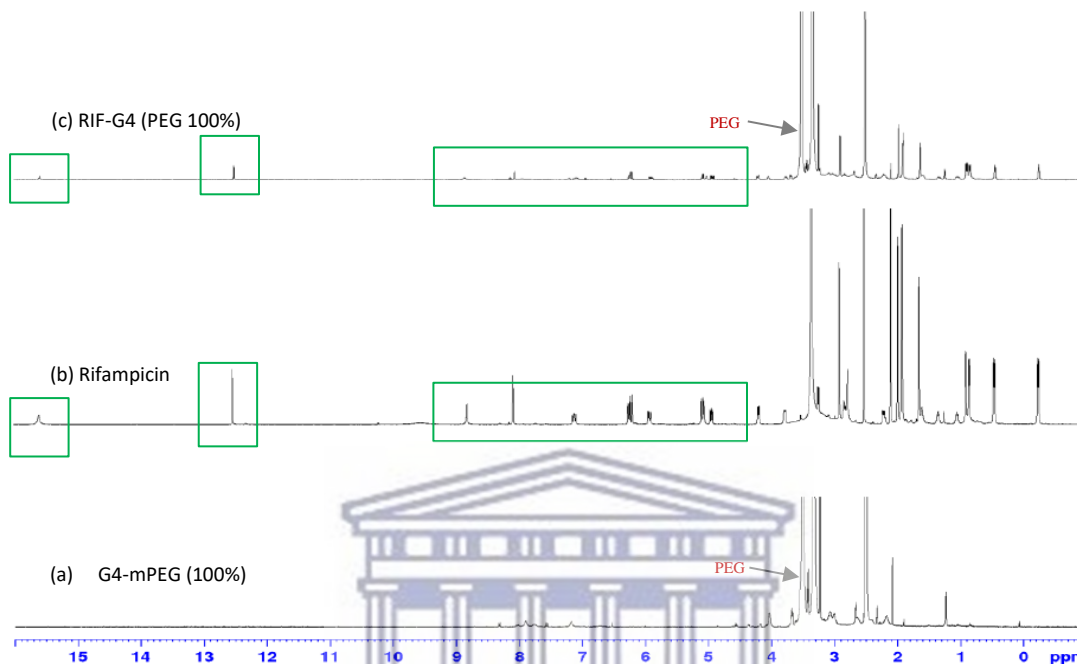 (c) RIF-G4 (PEG 100%)
PEG
(b) Rifampicin
(a) G4-mPEG (100%)
PEG
15 14 13 12 11 10 9 8 7 6 5 4 3 2 1 0 ppm